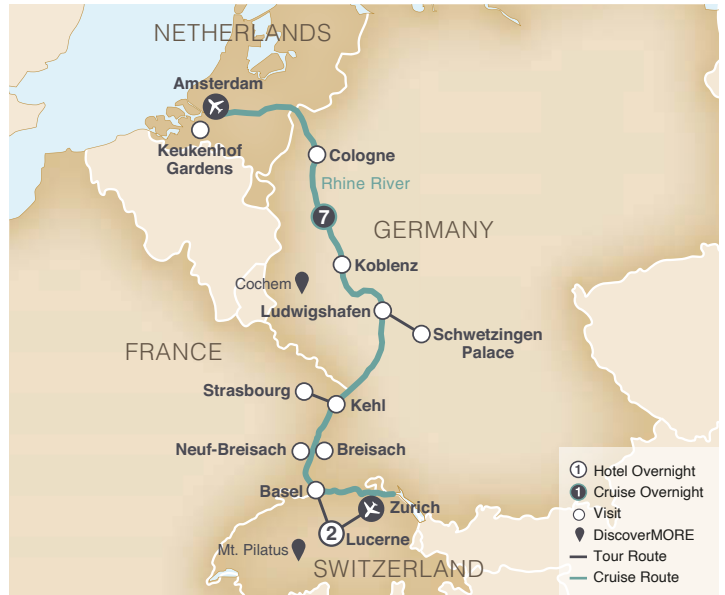 NETHERLANDS
Amsterdam
Keukenhof
Gardens
Cologne
Rhine River
7
GERMANY
Koblenz
Cochem
Ludwigshafen
Schwetzingen
Palace
FRANCE
Strasbourg
Kehl
Neuf-Breisach
Breisach
Basel
Zurich
2
Lucerne
Mt. Pilatus
SWITZERLAND
1 Hotel Overnight
1 Cruise Overnight
Visit
DiscoverMORE
Tour Route
Cruise Route